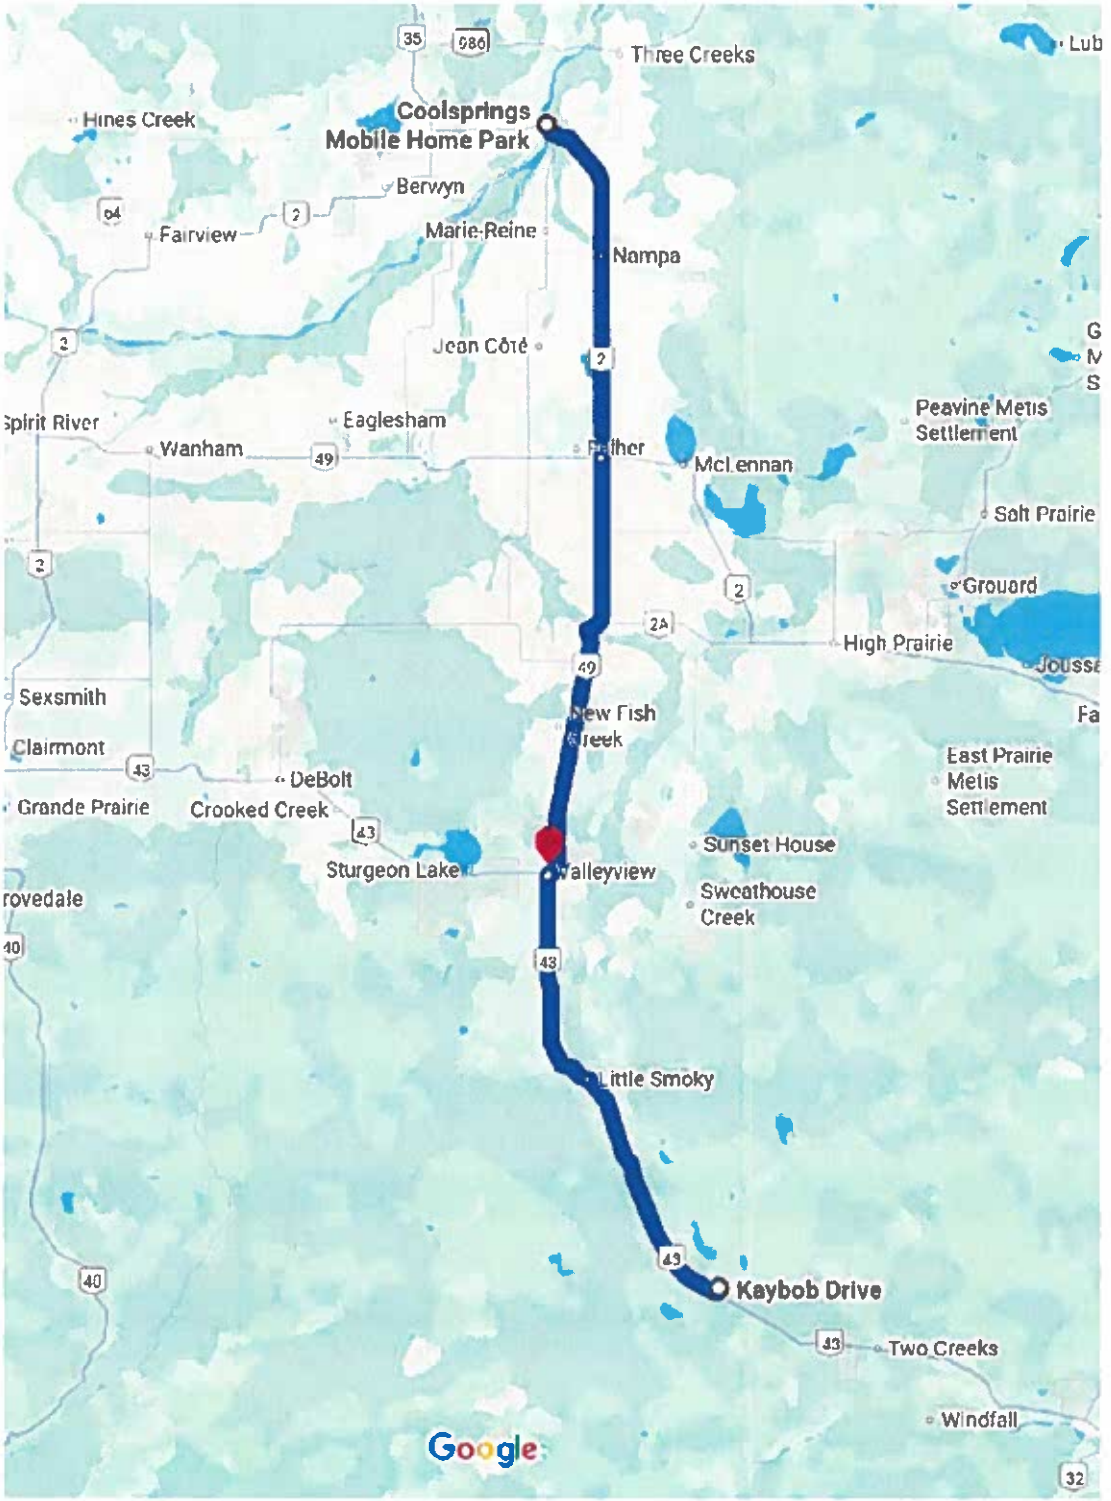 35
986
Three Creeks
Lub
Coolsprings
Mobile Home Park
Hines Creek
Berwyn
64
2
Fairview
Marie-Reine
Nampa
2
Jean Côté
2
G
M
S
Peavine Metis
Settlement
Spirit River
Eaglesham
Wanham
49
McLennan
Salt Prairie
2
2
Grouard
2A
High Prairie
49
Joussa
Sexsmith
New Fish
Creek
Fa
Clairmont
43
DeBolt
East Prairie
Metis
Settlement
Grande Prairie
Crooked Creek
43
Sunset House
Sturgeon Lake
Valleyview
Sweathouse
Creek
rovedale
40
43
Little Smoky
43
40
Kaybob Drive
43
Two Creeks
Windfall
Google
32